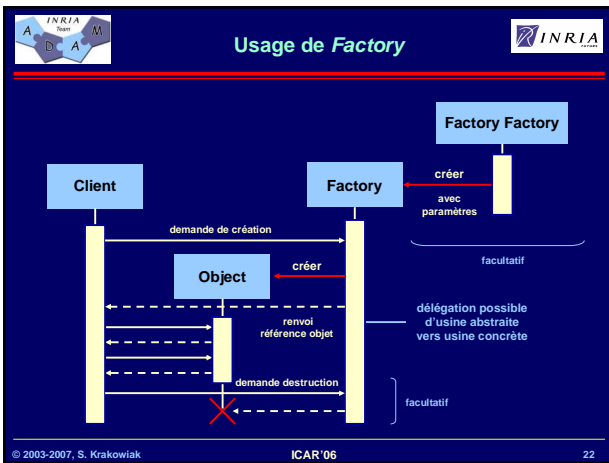 INRIA
Team
A D A M
Usage de Factory
INRIA
FUTURS
Factory Factory
Client
Factory
créer
avec
paramètres
demande de création
facultatif
Object
créer
renvoi
référence objet
délégation possible
d'usine abstraite
vers usine concrète
demande destruction
facultatif
© 2003-2007, S. Krakowiak
ICAR'06
22